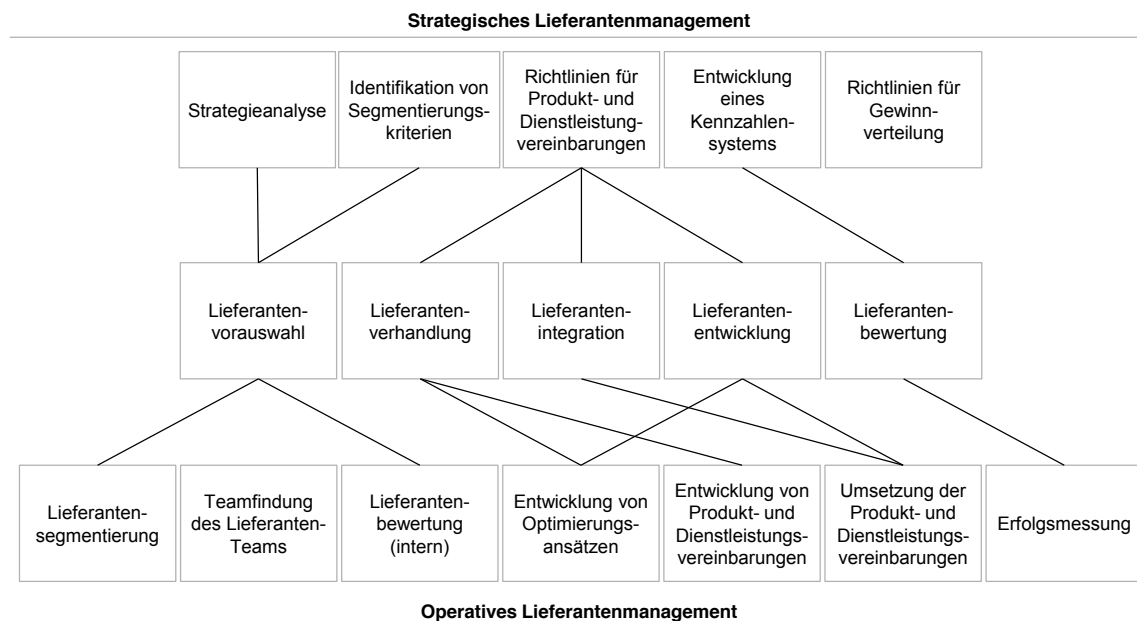 Strategisches Lieferantenmanagement
Strategieanalyse
Identifikation von
Segmentierungs-
kriterien
Richtlinien für
Produkt- und
Dienstleistung-
vereinbarungen
Entwicklung
eines
Kennzahlen-
systems
Richtlinien für
Gewinn-
verteilung
Lieferanten-
vorauswahl
Lieferanten-
verhandlung
Lieferanten-
integration
Lieferanten-
entwicklung
Lieferanten-
bewertung
Lieferanten-
segmentierung
Teamfindung
des Lieferanten-
Teams
Lieferanten-
bewertung
(intern)
Entwicklung von
Optimierungs-
ansätzen
Entwicklung von
Produkt- und
Dienstleistungs-
vereinbarungen
Umsetzung der
Produkt- und
Dienstleistungs-
vereinbarungen
Erfolgsmessung
Operatives Lieferantenmanagement